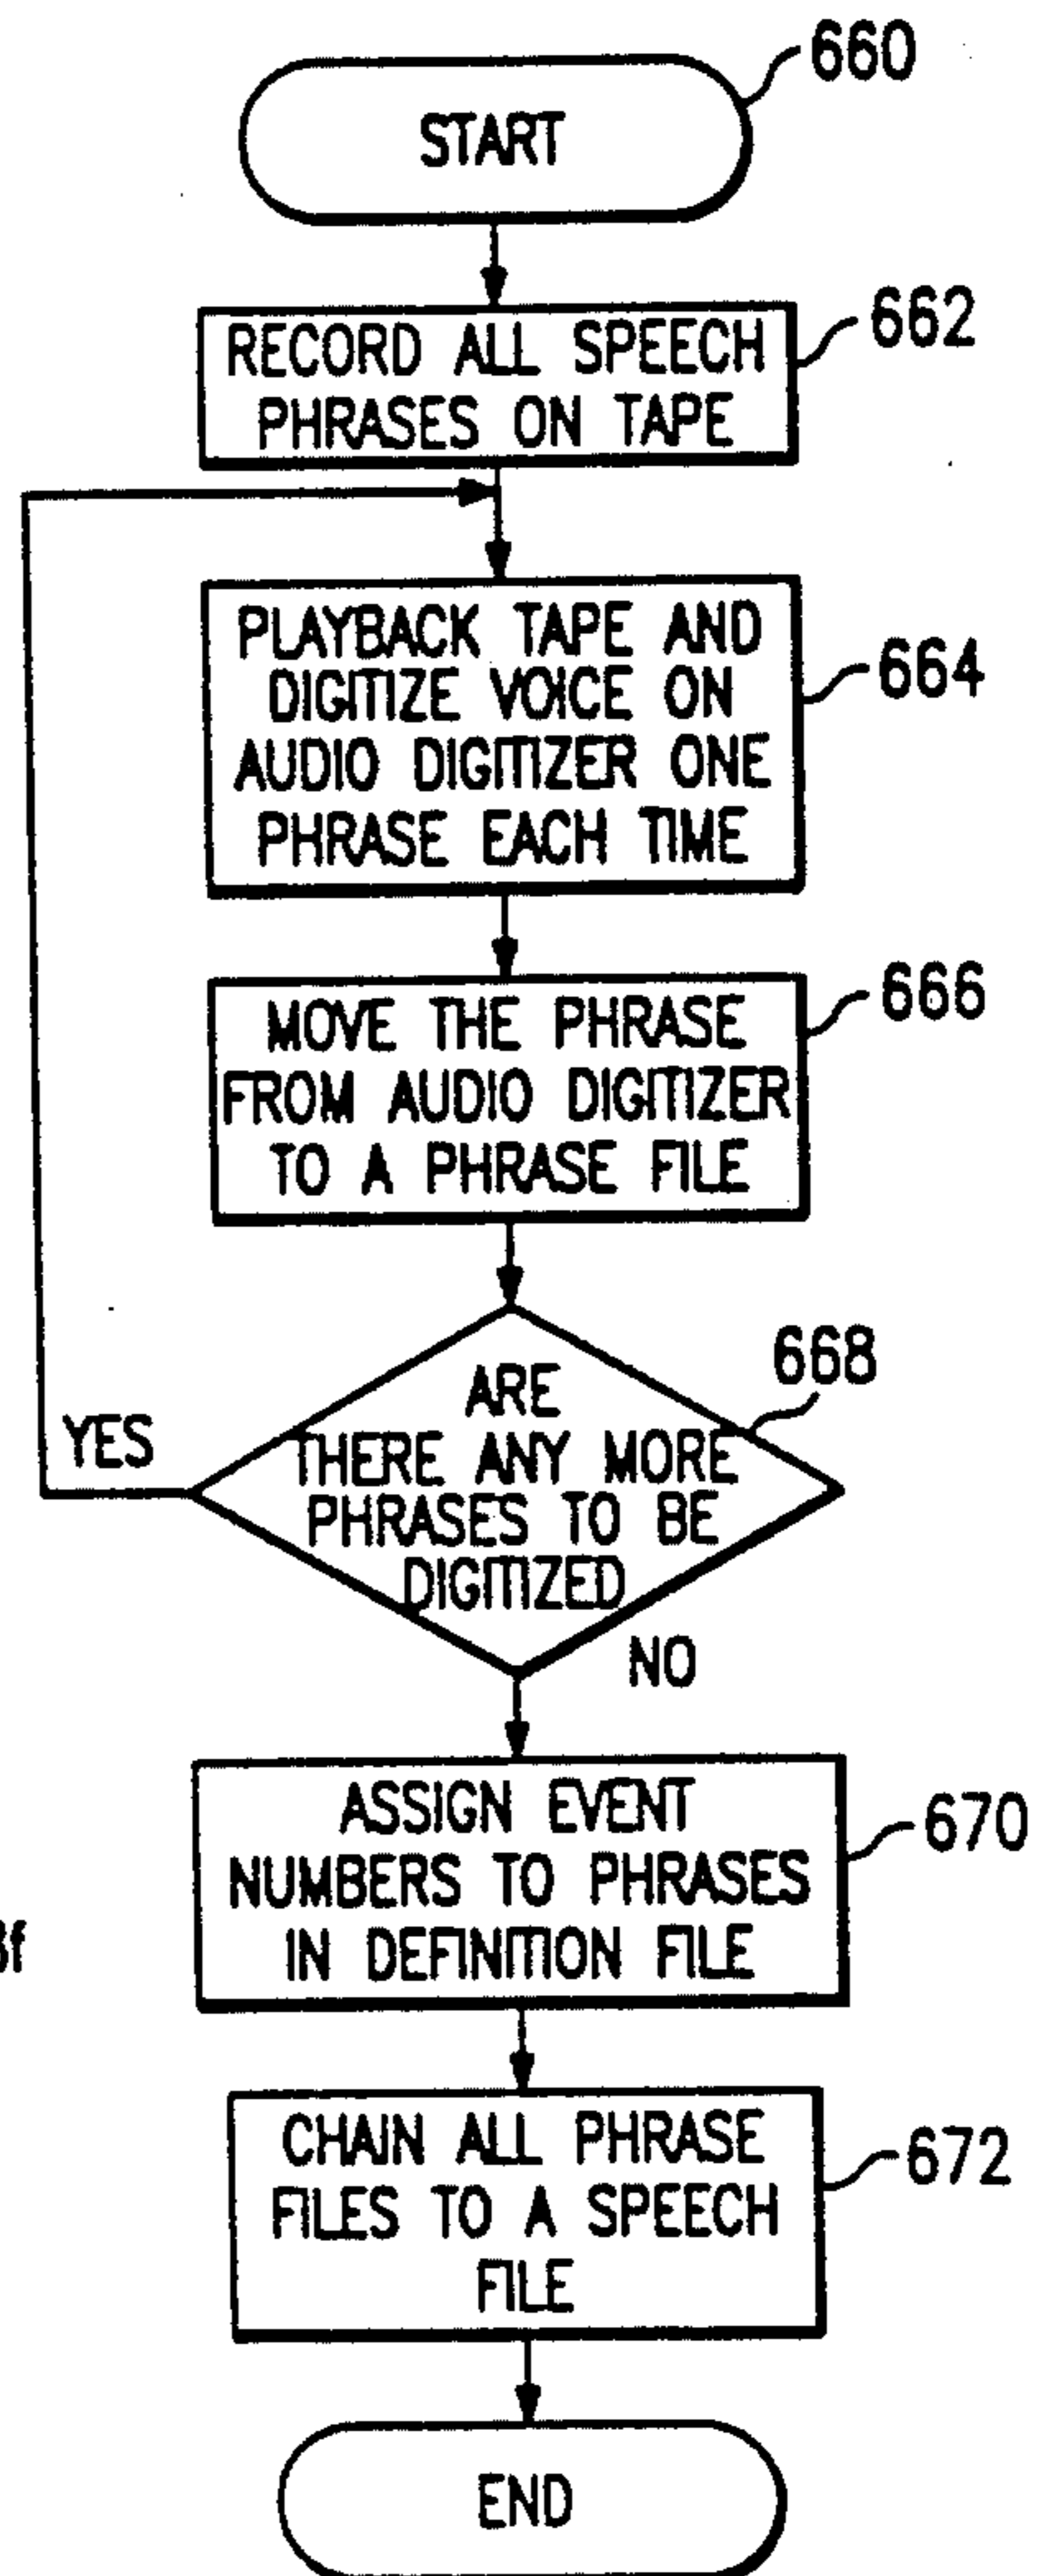 660
START
662
RECORD ALL SPEECH
PHRASES ON TAPE
664
PLAYBACK TAPE AND
DIGITIZE VOICE ON
AUDIO DIGITIZER ONE
PHRASE EACH TIME
666
MOVE THE PHRASE
FROM AUDIO DIGITIZER
TO A PHRASE FILE
668
ARE
THERE ANY MORE
PHRASES TO BE
DIGITIZED
YES
NO
670
ASSIGN EVENT
NUMBERS TO PHRASES
IN DEFINITION FILE
672
CHAIN ALL PHRASE
FILES TO A SPEECH
FILE
END